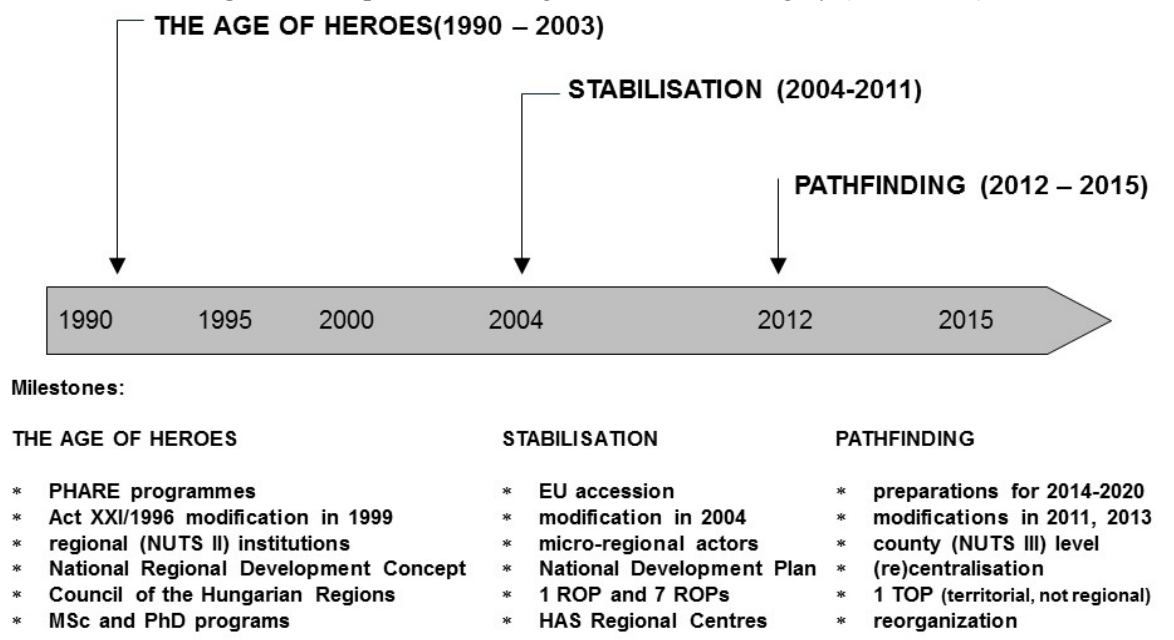 THE AGE OF HEROES(1990 – 2003)
STABILISATION (2004-2011)
PATHFINDING (2012 – 2015)
1990 1995 2000 2004 2012 2015
Milestones:
THE AGE OF HEROES
* PHARE programmes
* Act XXI/1996 modification in 1999
* regional (NUTS II) institutions
* National Regional Development Concept
* Council of the Hungarian Regions
* MSc and PhD programs
STABILISATION
* EU accession
* modification in 2004
* micro-regional actors
* National Development Plan
* 1 ROP and 7 ROPs
* HAS Regional Centres
PATHFINDING
* preparations for 2014-2020
* modifications in 2011, 2013
* county (NUTS III) level
* (re)centralisation
* 1 TOP (territorial, not regional)
* reorganization